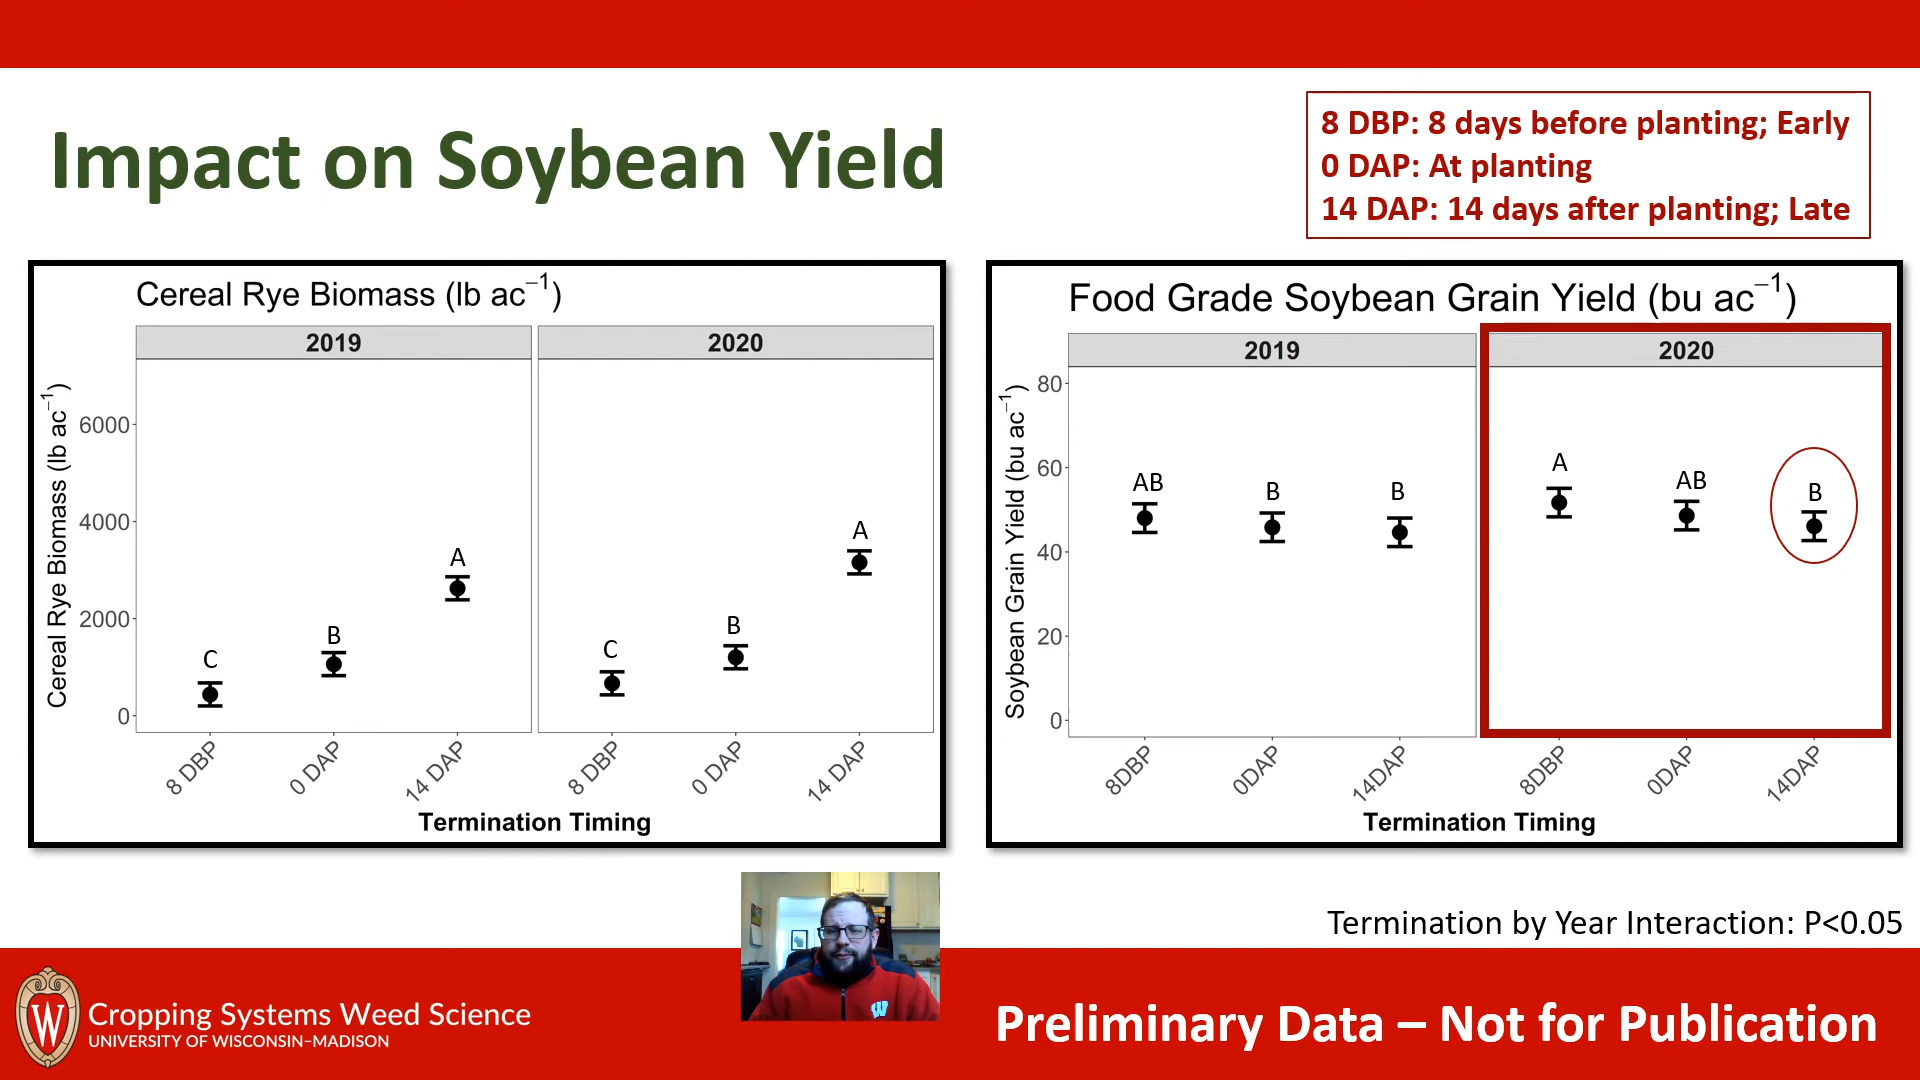 Impact on Soybean Yield
8 DBP: 8 days before planting; Early
0 DAP: At planting
14 DAP: 14 days after planting; Late
Cereal Rye Biomass (lb ac⁻¹)
2019
2020
Cereal Rye Biomass (lb ac⁻¹)
6000
4000
2000
0
C
B
A
C
B
A
8 DBP
0 DAP
14 DAP
8 DBP
0 DAP
14 DAP
Termination Timing
Food Grade Soybean Grain Yield (bu ac⁻¹)
2019
2020
Soybean Grain Yield (bu ac⁻¹)
80
60
40
20
0
AB
B
B
A
AB
B
8DBP
0DAP
14DAP
8DBP
0DAP
14DAP
Termination Timing
Termination by Year Interaction: P<0.05
W
W
Cropping Systems Weed Science
UNIVERSITY OF WISCONSIN–MADISON
Preliminary Data – Not for Publication